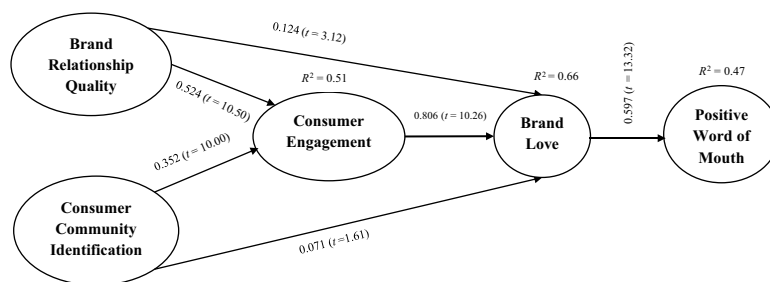 0.124 (t = 3.12)
Brand
Relationship
Quality
0.524 (t = 10.50)
R² = 0.51
Consumer
Engagement
0.806 (t = 10.26)
R² = 0.66
Brand
Love
0.597 (t = 13.32)
R² = 0.47
Positive
Word of
Mouth
0.352 (t = 10.00)
Consumer
Community
Identification
0.071 (t =1.61)